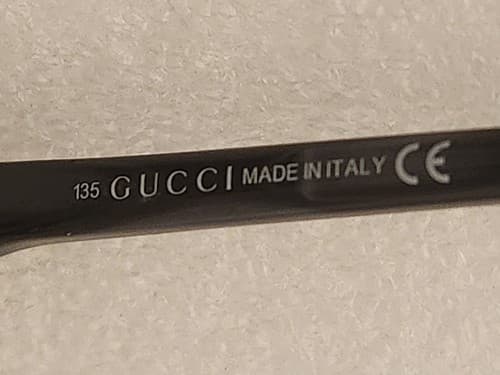 135 GUCCI MADE IN ITALY CE